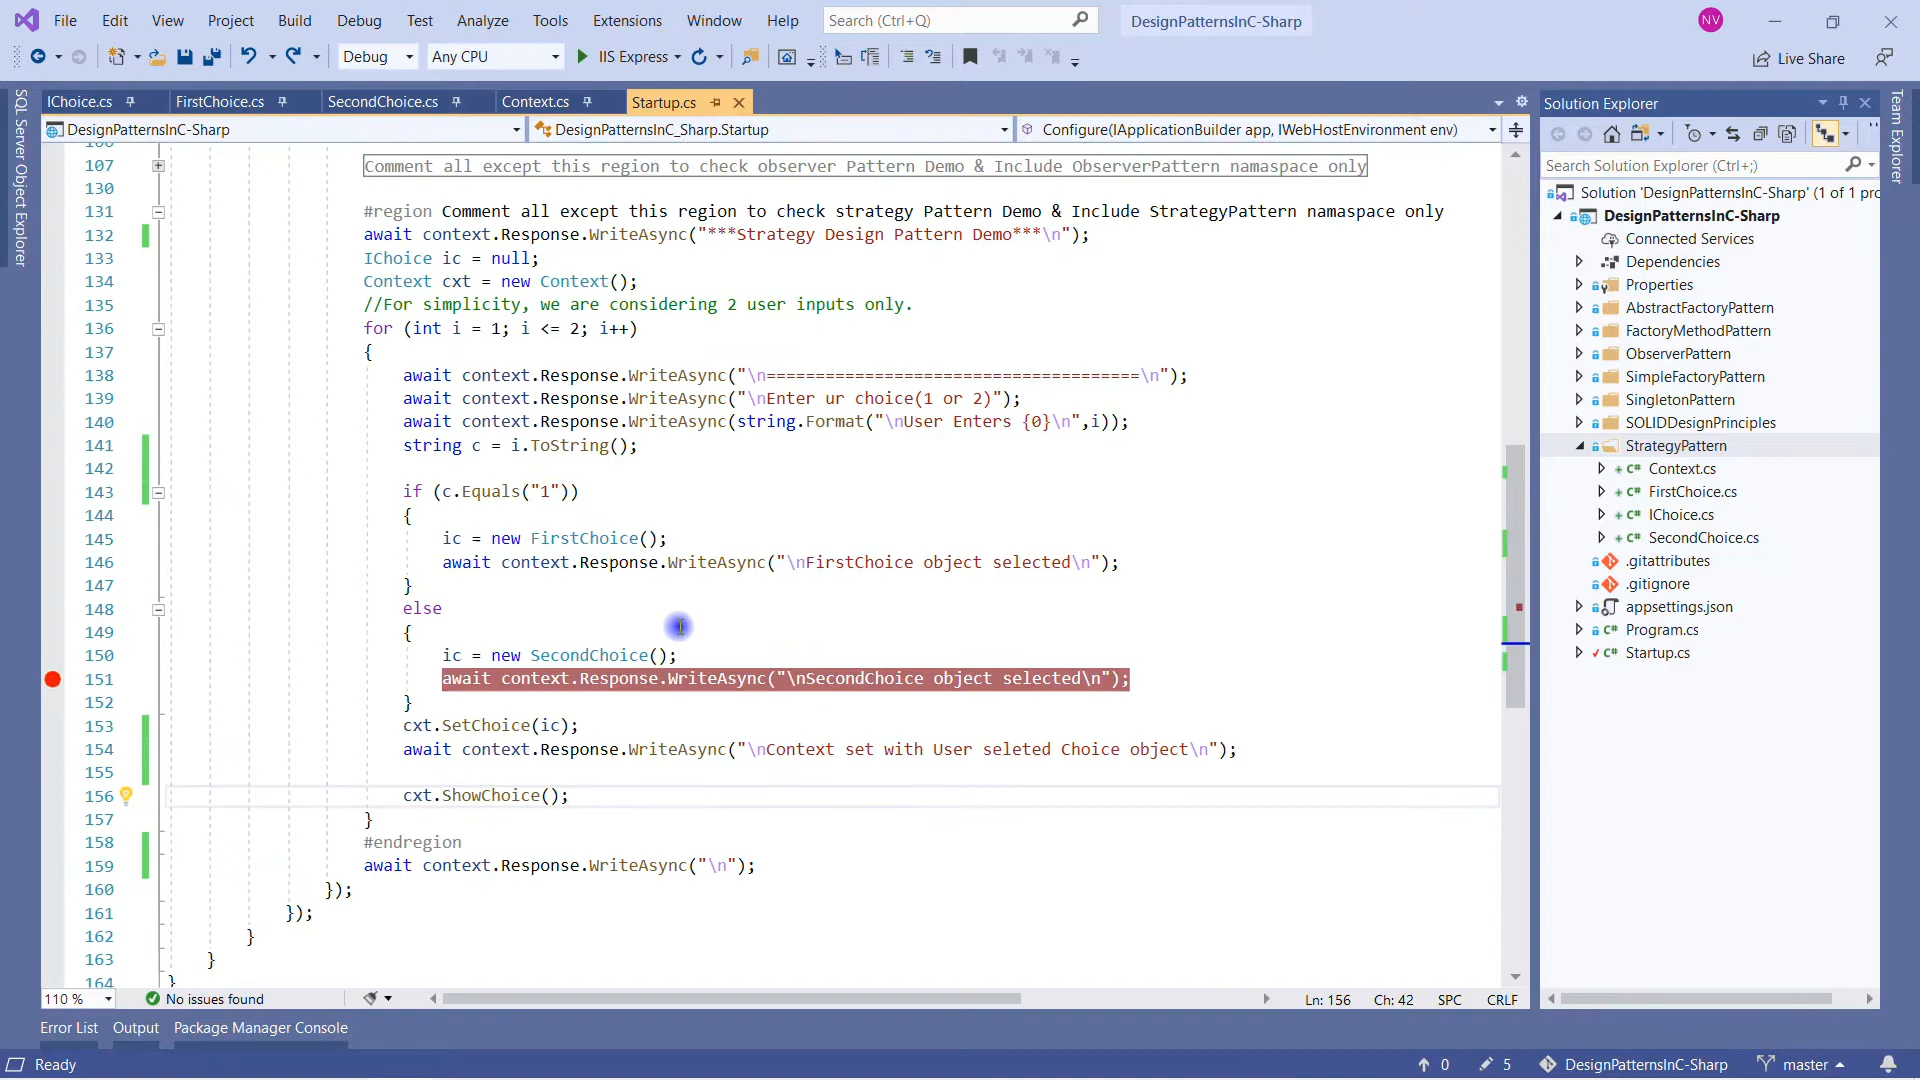 File Edit View Project Build Debug Test Analyze Tools Extensions Window Help Search (Ctrl+Q) DesignPatternsInC-Sharp NV
Debug Any CPU IIS Express Live Share
SQL Server Object Explorer
IChoice.cs FirstChoice.cs SecondChoice.cs Context.cs Startup.cs
DesignPatternsInC-Sharp DesignPatternsInC_Sharp.Startup Configure(IApplicationBuilder app, IWebHostEnvironment env)
107 Comment all except this region to check observer Pattern Demo & Include ObserverPattern namaspace only
130
131 #region Comment all except this region to check strategy Pattern Demo & Include StrategyPattern namaspace only
132 await context.Response.WriteAsync("***Strategy Design Pattern Demo***\n");
133 IChoice ic = null;
134 Context cxt = new Context();
135 //For simplicity, we are considering 2 user inputs only.
136 for (int i = 1; i <= 2; i++)
137 {
138 await context.Response.WriteAsync("\n======================================\n");
139 await context.Response.WriteAsync("\nEnter ur choice(1 or 2)");
140 await context.Response.WriteAsync(string.Format("\nUser Enters {0}\n",i));
141 string c = i.ToString();
142
143 if (c.Equals("1"))
144 {
145 ic = new FirstChoice();
146 await context.Response.WriteAsync("\nFirstChoice object selected\n");
147 }
148 else
149 {
150 ic = new SecondChoice();
151 await context.Response.WriteAsync("\nSecondChoice object selected\n");
152 }
153 cxt.SetChoice(ic);
154 await context.Response.WriteAsync("\nContext set with User seleted Choice object\n");
155
156 cxt.ShowChoice();
157 }
158 #endregion
159 await context.Response.WriteAsync("\n");
160 });
161 });
162 }
163 }
164 }
110 % No issues found Ln: 156 Ch: 42 SPC CRLF
Solution Explorer
Search Solution Explorer (Ctrl+;)
Solution 'DesignPatternsInC-Sharp' (1 of 1 pro
DesignPatternsInC-Sharp
Connected Services
Dependencies
Properties
AbstractFactoryPattern
FactoryMethodPattern
ObserverPattern
SimpleFactoryPattern
SingletonPattern
SOLIDDesignPrinciples
StrategyPattern
C# Context.cs
C# FirstChoice.cs
C# IChoice.cs
C# SecondChoice.cs
.gitattributes
.gitignore
appsettings.json
C# Program.cs
C# Startup.cs
Team Explorer
Error List Output Package Manager Console
Ready 0 5 DesignPatternsInC-Sharp master